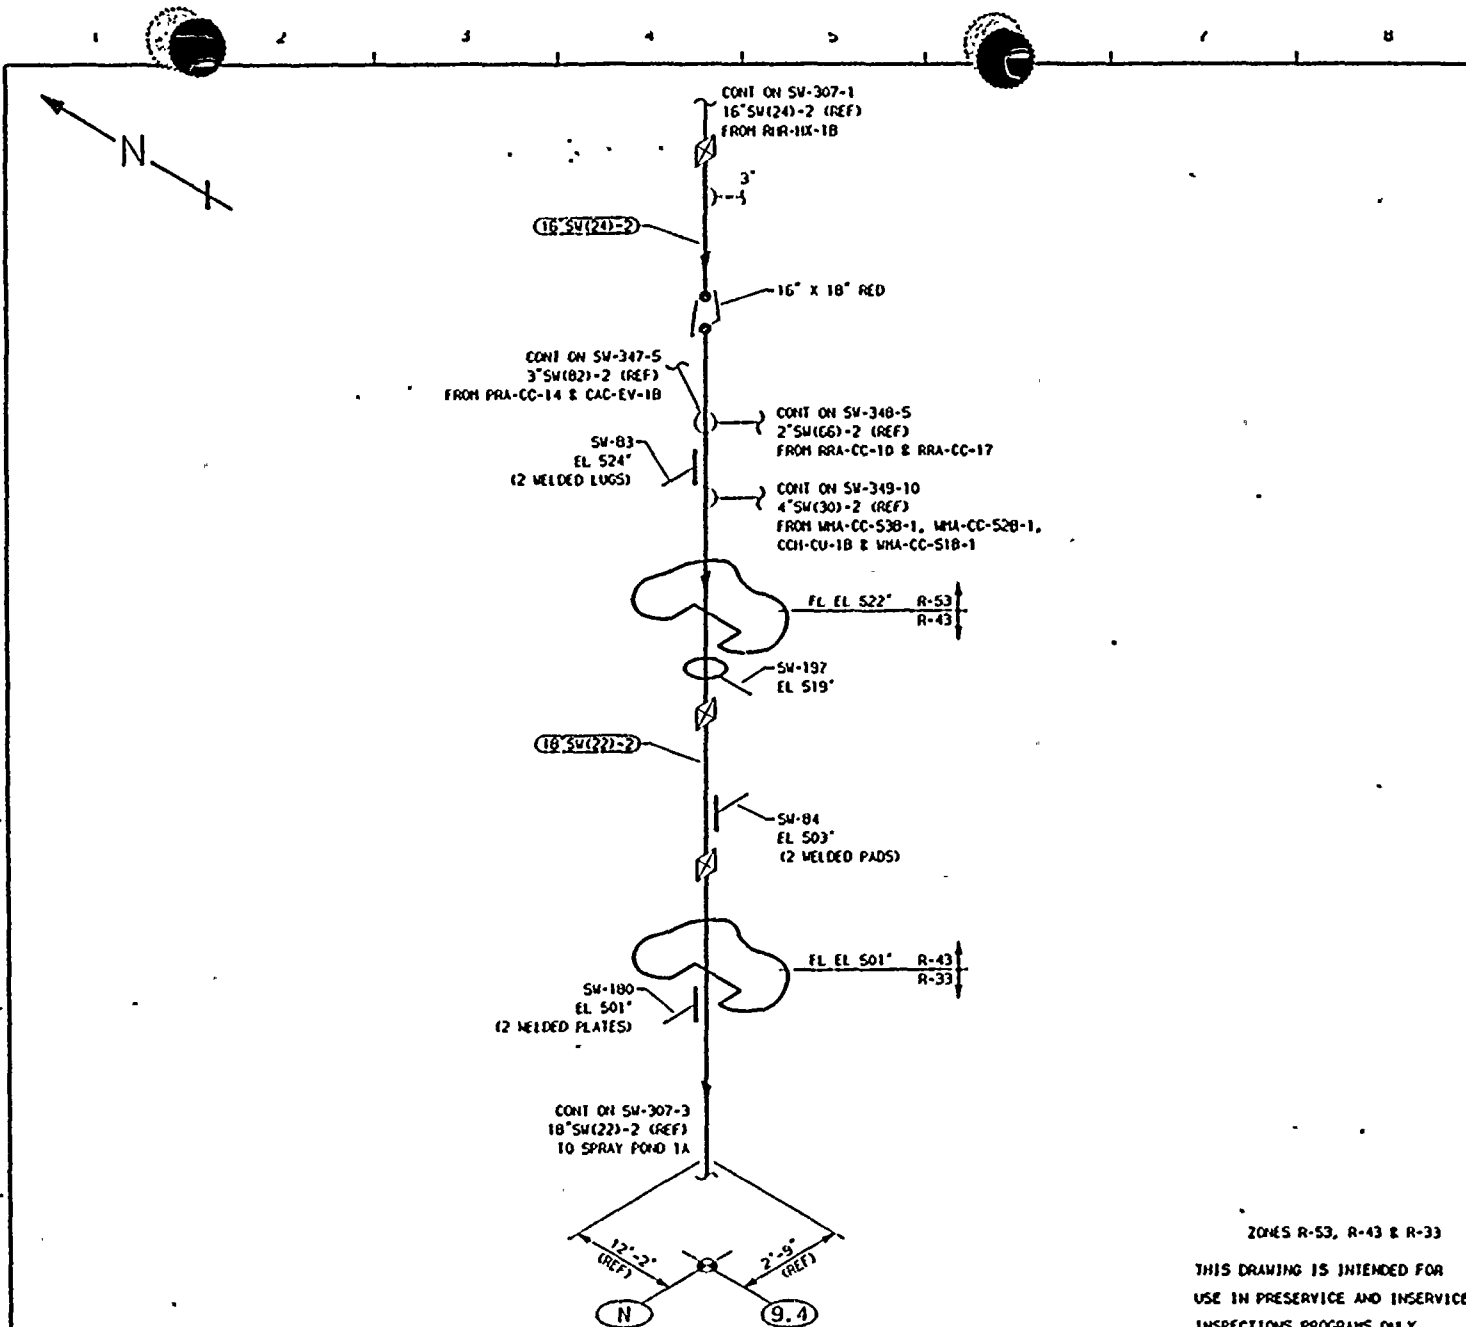 1 2 3 4 5 7 8
CONT ON SW-307-1
16"SW(24)-2 (REF)
FROM RHR-HX-1B
N
3"
16"SW(24)-2
16" X 18" RED
CONT ON SW-347-5
3"SW(82)-2 (REF)
FROM PRA-CC-14 & CAC-EV-1B
CONT ON SW-348-5
2"SW(66)-2 (REF)
FROM RRA-CC-10 & RRA-CC-17
SW-83
EL 524'
(2 WELDED LUGS)
CONT ON SW-349-10
4"SW(30)-2 (REF)
FROM WMA-CC-53B-1, WMA-CC-52B-1,
CCH-CU-1B & WMA-CC-51B-1
FL EL 522' R-53
R-43
SW-197
EL 519'
18"SW(22)-2
SW-84
EL 503'
(2 WELDED PADS)
FL EL 501' R-43
R-33
SW-180
EL 501'
(2 WELDED PLATES)
CONT ON SW-307-3
18"SW(22)-2 (REF)
TO SPRAY POND 1A
12'-2"
(REF)
2'-9"
(REF)
N
9.4
ZONES R-53, R-43 & R-33
THIS DRAWING IS INTENDED FOR
USE IN PRESERVICE AND INSERVICE
INSPECTIONS PROGRAMS ONLY